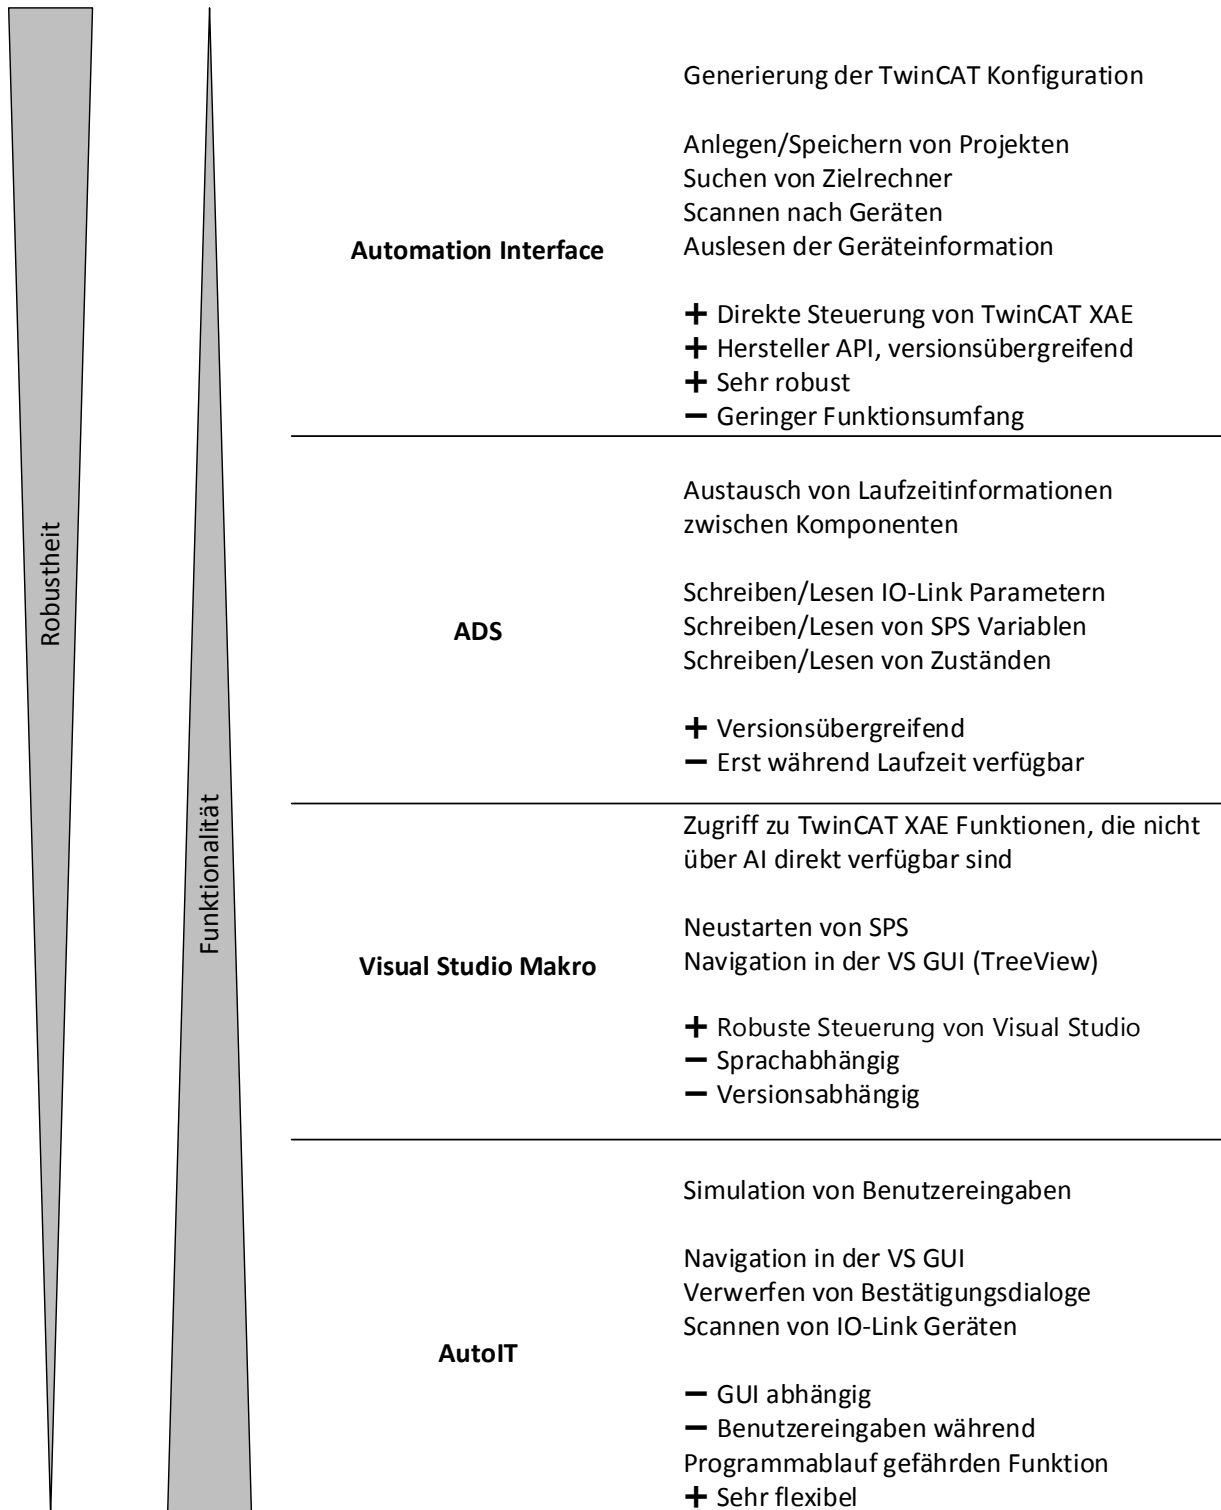 Robustheit
Funktionalität
Automation Interface
Generierung der TwinCAT Konfiguration
Anlegen/Speichern von Projekten
Suchen von Zielrechner
Scannen nach Geräten
Auslesen der Geräteinformation
+ Direkte Steuerung von TwinCAT XAE
+ Hersteller API, versionsübergreifend
+ Sehr robust
− Geringer Funktionsumfang
ADS
Austausch von Laufzeitinformationen
zwischen Komponenten
Schreiben/Lesen IO-Link Parametern
Schreiben/Lesen von SPS Variablen
Schreiben/Lesen von Zuständen
+ Versionsübergreifend
− Erst während Laufzeit verfügbar
Visual Studio Makro
Zugriff zu TwinCAT XAE Funktionen, die nicht
über AI direkt verfügbar sind
Neustarten von SPS
Navigation in der VS GUI (TreeView)
+ Robuste Steuerung von Visual Studio
− Sprachabhängig
− Versionsabhängig
AutoIT
Simulation von Benutzereingaben
Navigation in der VS GUI
Verwerfen von Bestätigungsdialoge
Scannen von IO-Link Geräten
− GUI abhängig
− Benutzereingaben während
Programmablauf gefährden Funktion
+ Sehr flexibel